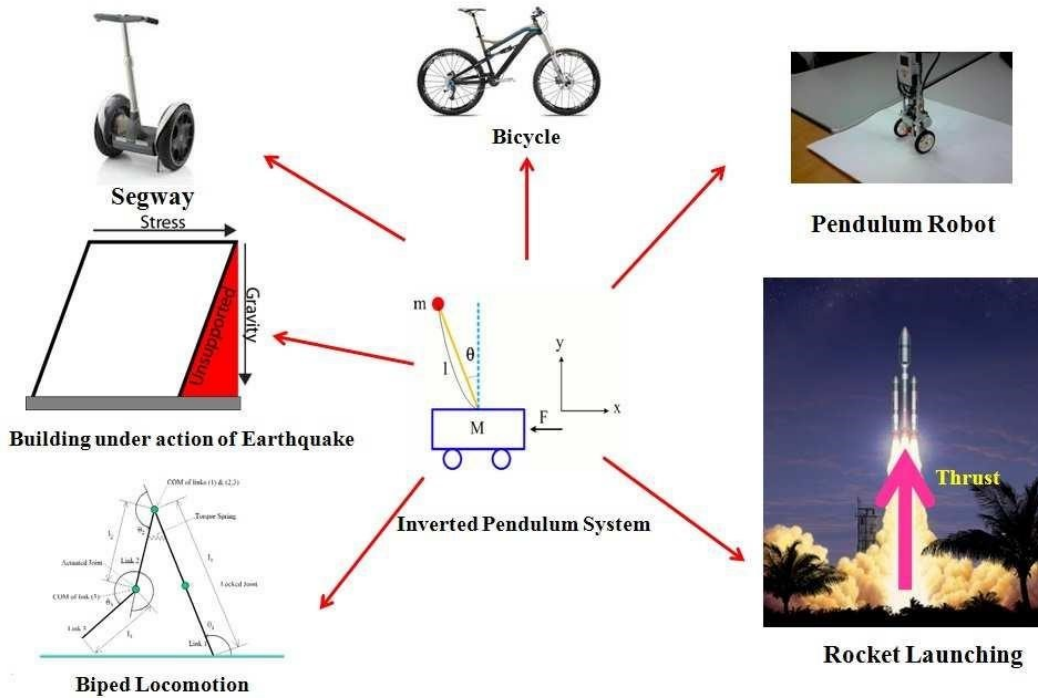 Segway
Bicycle
Pendulum Robot
Stress
Unsupported
Gravity
Building under action of Earthquake
m
l
θ
M
F
y
x
Inverted Pendulum System
Thrust
Rocket Launching
COM of links (1) & (2,3)
Torque Spring
Link 2
Actuated Joint
Locked Joint
COM of link (3)
Link 3
Link 1
Biped Locomotion